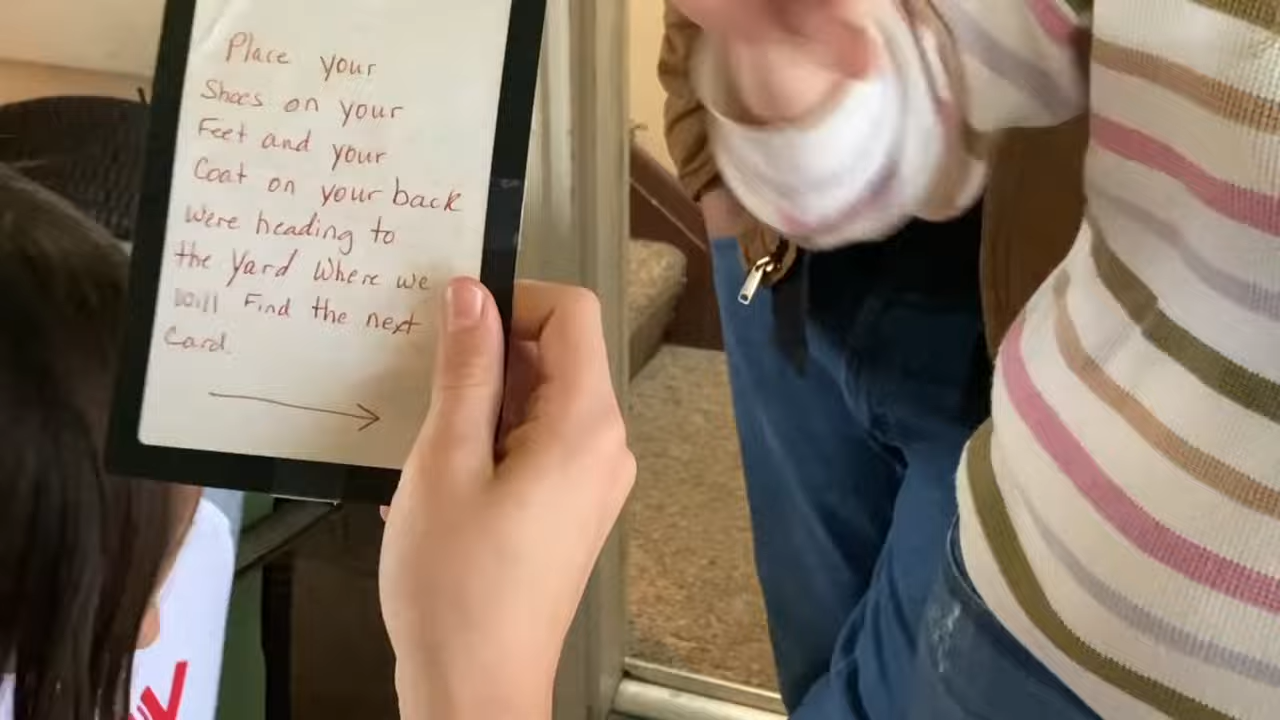 Place your
Shoes on your
Feet and your
Coat on your back
were heading to
the Yard Where we
will Find the next
Card.